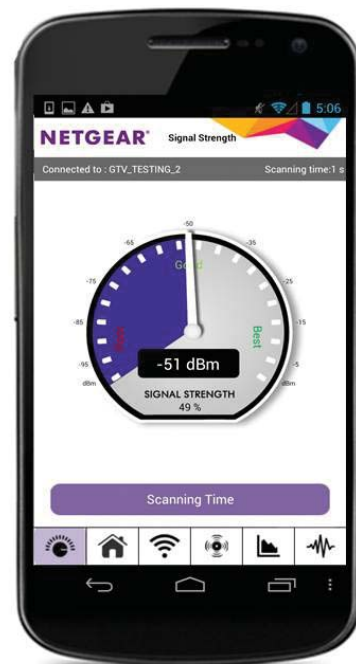 5:06
NETGEAR® Signal Strength
Connected to : GTV_TESTING_2 Scanning time:1 s
-50
-65 -35
-75 -25
-85 -15
-95 -5
dBm dBm
Good
Best
-51 dBm
SIGNAL STRENGTH
49 %
Scanning Time